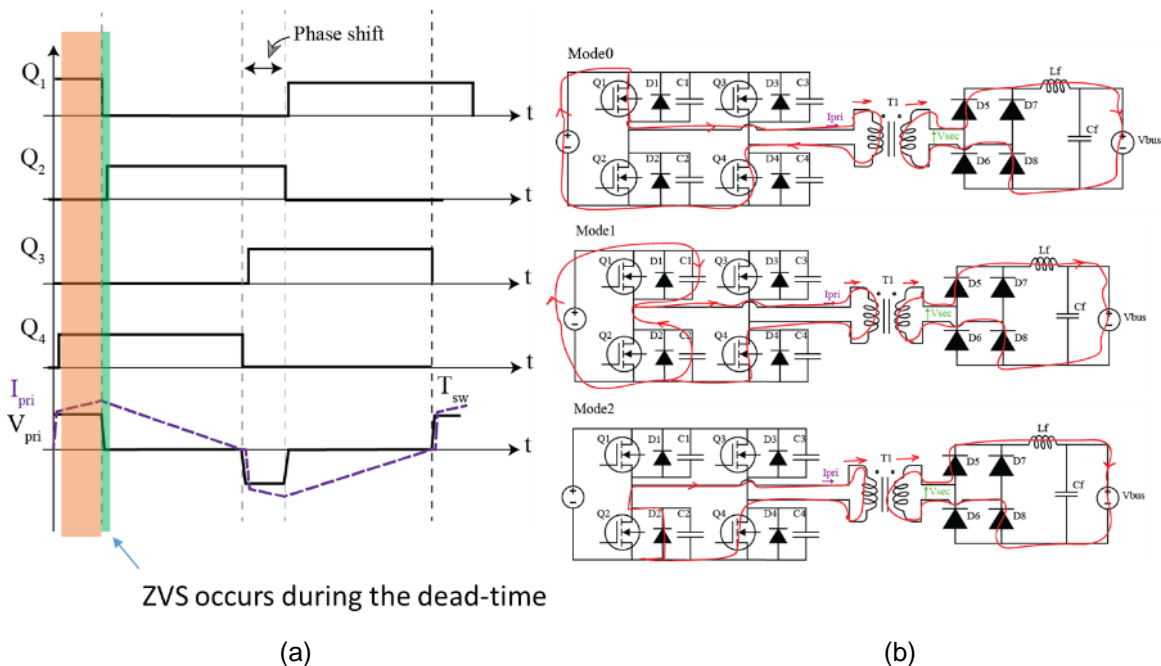 Phase shift
Q1
t
Q2
t
Q3
t
Q4
t
Ipri
Tsw
Vpri
t
ZVS occurs during the dead-time
(a)
Mode0
Q1 D1 C1 Q3 D3 C3
Q2 D2 C2 Q4 D4 C4
Ipri T1
Vsec
D5 D7
D6 D8
Lf
Cf
Vbus
Mode1
Q1 D1 C1 Q3 D3 C3
Q2 D2 C2 Q4 D4 C4
Ipri T1
Vsec
D5 D7
D6 D8
Lf
Cf
Vbus
Mode2
Q1 D1 C1 Q3 D3 C3
Q2 D2 C2 Q4 D4 C4
Ipri T1
Vsec
D5 D7
D6 D8
Lf
Cf
Vbus
(b)